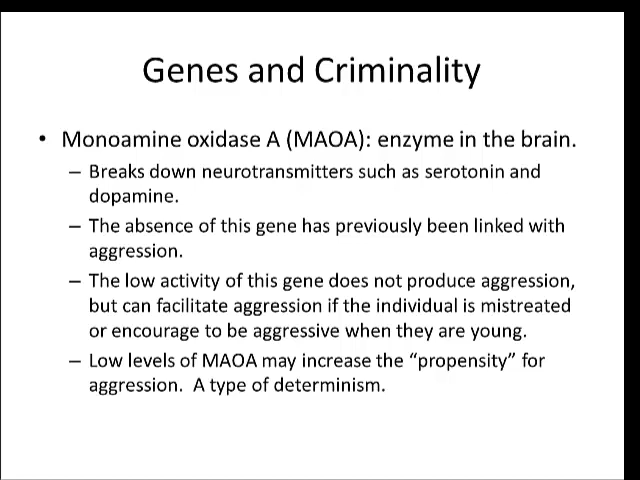 Genes and Criminality
• Monoamine oxidase A (MAOA): enzyme in the brain.
– Breaks down neurotransmitters such as serotonin and
dopamine.
– The absence of this gene has previously been linked with
aggression.
– The low activity of this gene does not produce aggression,
but can facilitate aggression if the individual is mistreated
or encourage to be aggressive when they are young.
– Low levels of MAOA may increase the “propensity” for
aggression.  A type of determinism.